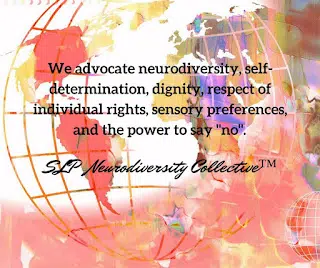 We advocate neurodiversity, self-
determination, dignity, respect of
individual rights, sensory preferences,
and the power to say "no".
SLP Neurodiversity Collective™